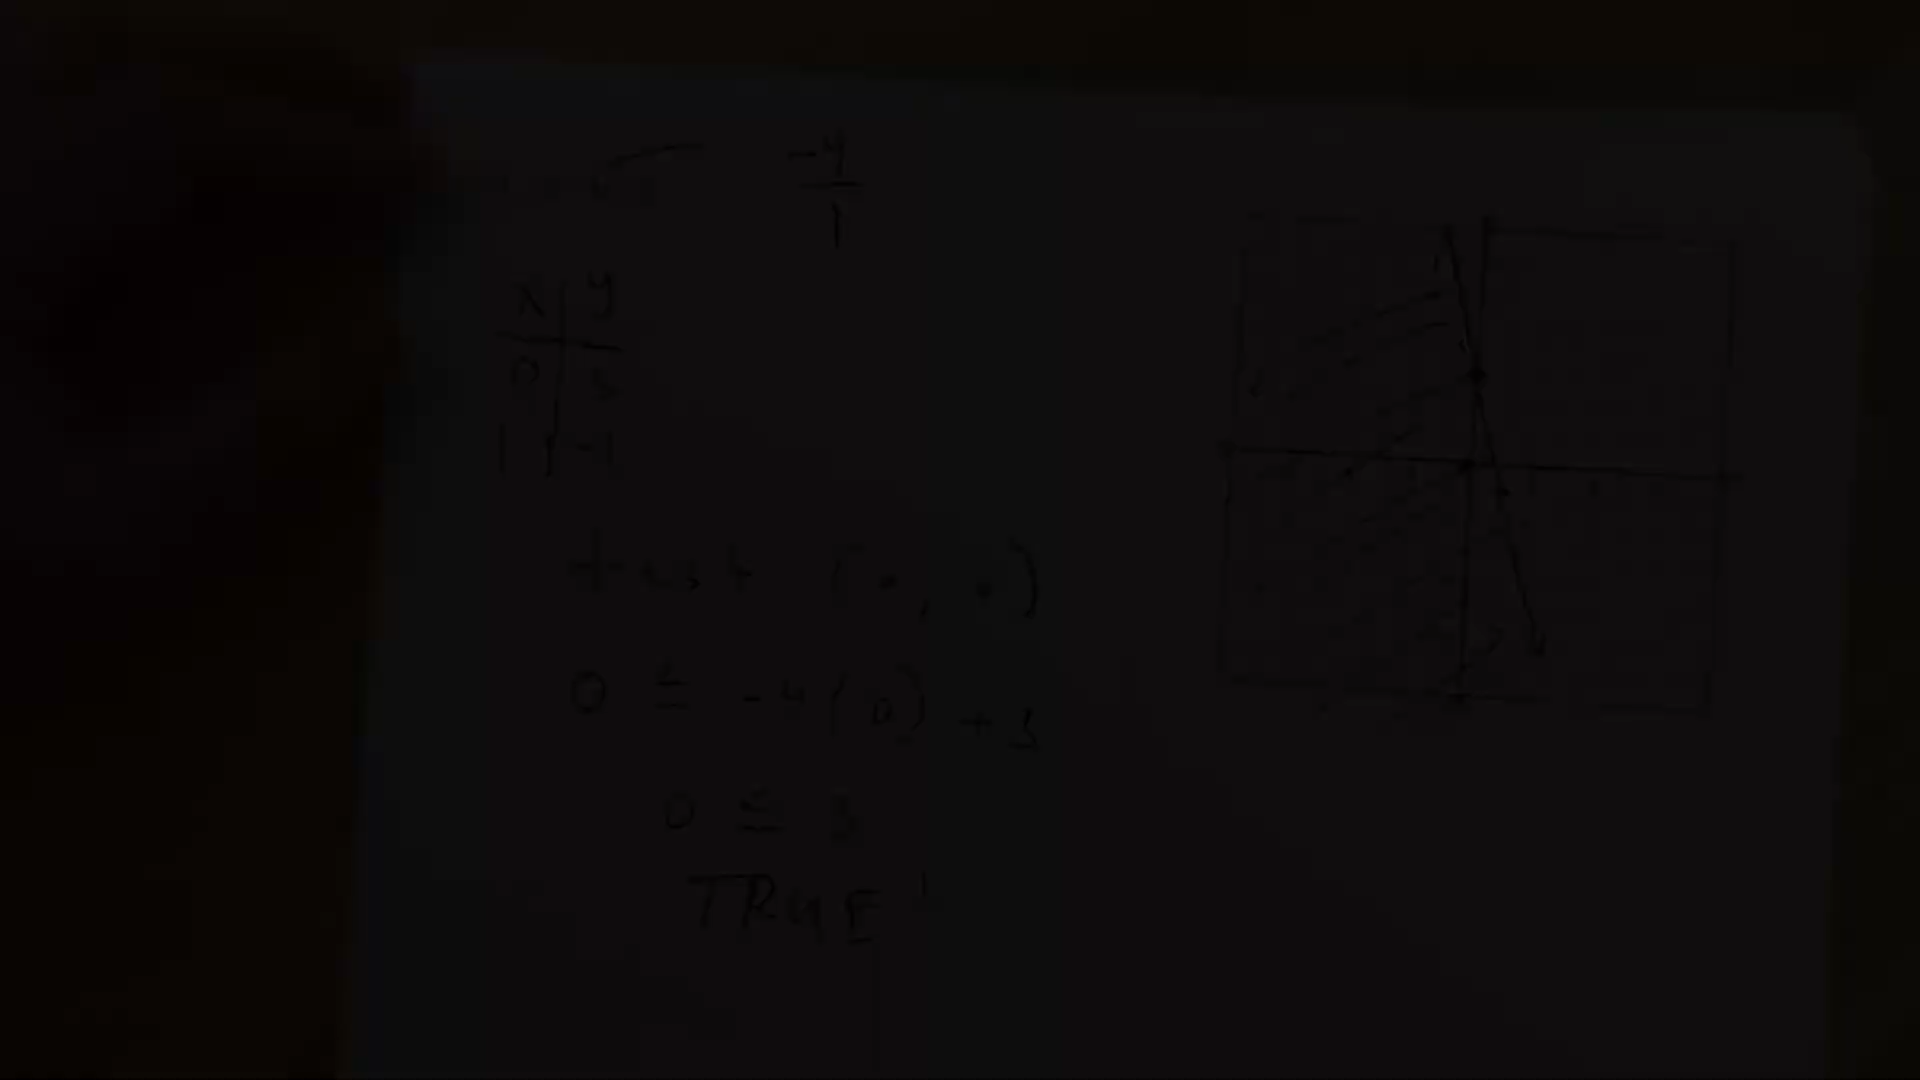 -4
1
x y
0 3
1 -1
test (0, 0)
0 ≤ -4(0) + 3
0 ≤ 3
TRUE!